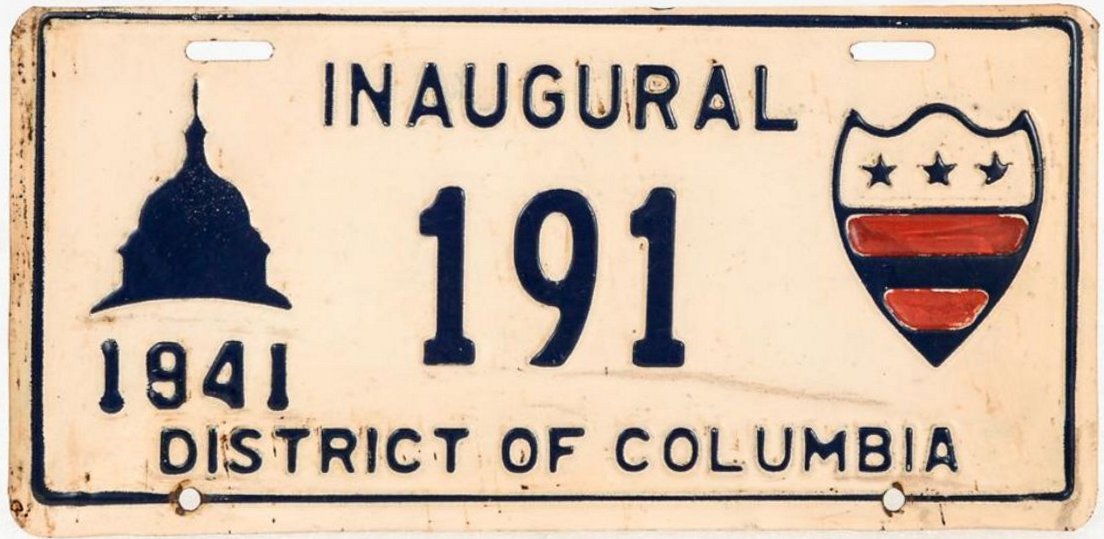 INAUGURAL
191
1941
DISTRICT OF COLUMBIA